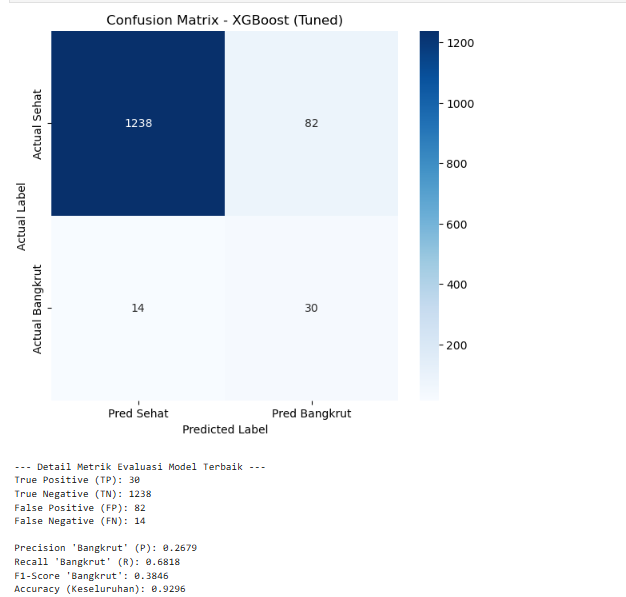 Confusion Matrix - XGBoost (Tuned)
Actual Label
Actual Sehat
Actual Bangkrut
1238
82
14
30
Pred Sehat
Pred Bangkrut
Predicted Label
1200
1000
800
600
400
200
--- Detail Metrik Evaluasi Model Terbaik ---
True Positive (TP): 30
True Negative (TN): 1238
False Positive (FP): 82
False Negative (FN): 14
Precision 'Bangkrut' (P): 0.2679
Recall 'Bangkrut' (R): 0.6818
F1-Score 'Bangkrut': 0.3846
Accuracy (Keseluruhan): 0.9296